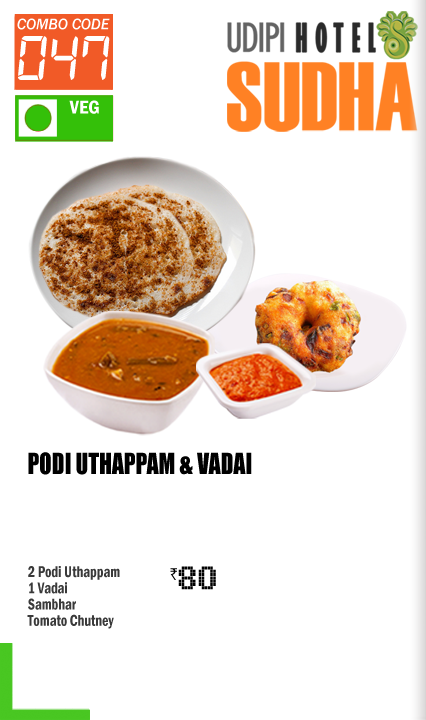 COMBO CODE
047
VEG
UDIPI HOTEL
SUDHA
PODI UTHAPPAM & VADAI
2 Podi Uthappam
1 Vadai
Sambhar
Tomato Chutney
₹80